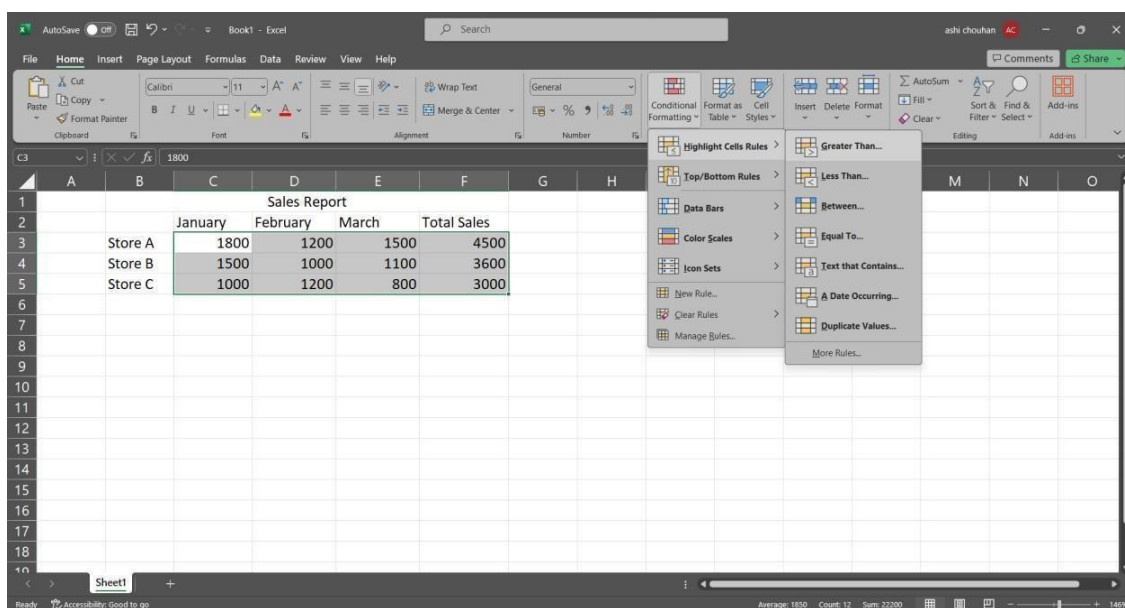 AutoSave Off Book1 - Excel Search ashi chouhan AC
File Home Insert Page Layout Formulas Data Review View Help Comments Share
Paste Cut Copy Format Painter
Calibri 11 A^ A˅
B I U A
Wrap Text
Merge & Center
General
% 9
Conditional Formatting Format as Table Cell Styles
Insert Delete Format
AutoSum Fill Clear
Sort & Filter Find & Select
Add-ins
Clipboard Font Alignment Number Editing Add-ins
C3 fx 1800
A B C D E F G H M N O
1 Sales Report
2 January February March Total Sales
3 Store A 1800 1200 1500 4500
4 Store B 1500 1000 1100 3600
5 Store C 1000 1200 800 3000
6
7
8
9
10
11
12
13
14
15
16
17
18
19
Highlight Cells Rules
Top/Bottom Rules
Data Bars
Color Scales
Icon Sets
New Rule...
Clear Rules
Manage Rules...
Greater Than...
Less Than...
Between...
Equal To...
Text that Contains...
A Date Occurring...
Duplicate Values...
More Rules...
Sheet1
Ready Accessibility: Good to go Average: 1850 Count: 12 Sum: 22200